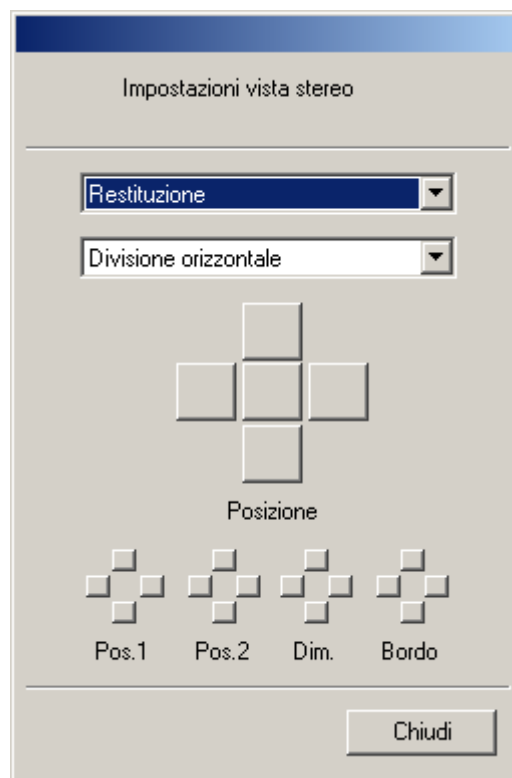 Impostazioni vista stereo
Restituzione
Divisione orizzontale
Posizione
Pos.1 Pos.2 Dim. Bordo
Chiudi